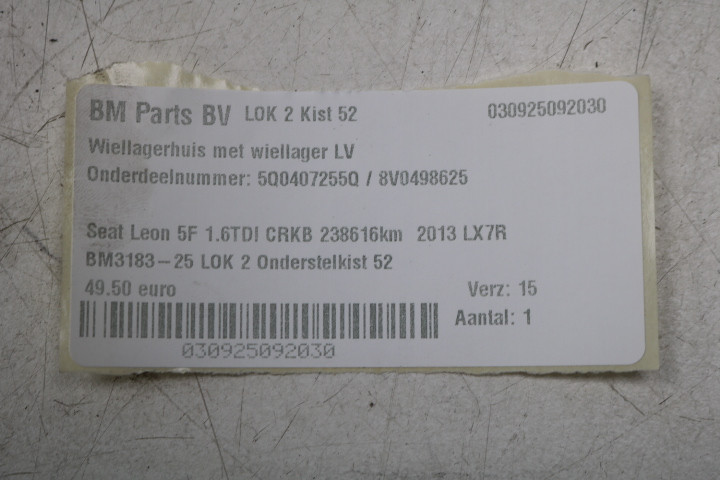 BM Parts BV LOK 2 Kist 52 030925092030
Wiellagerhuis met wiellager LV
Onderdeelnummer: 5Q0407255Q / 8V0498625
Seat Leon 5F 1.6TDI CRKB 238616km 2013 LX7R
BM3183-25 LOK 2 Onderstelkist 52
49.50 euro Verz: 15
Aantal: 1
030925092030